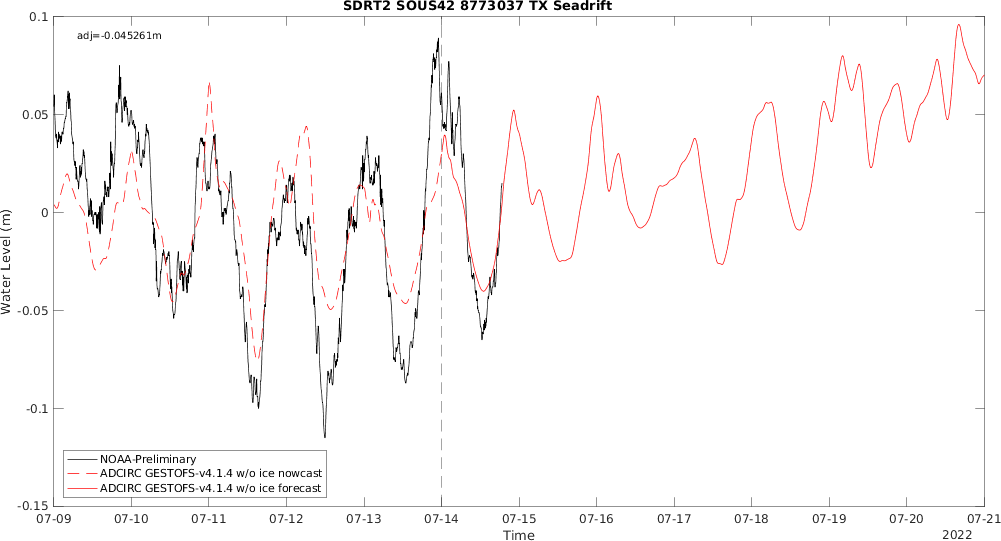 SDRT2 SOUS42 8773037 TX Seadrift
adj=-0.045261m
0.1
0.05
0
-0.05
-0.1
-0.15
Water Level (m)
NOAA-Preliminary
ADCIRC GESTOFS-v4.1.4 w/o ice nowcast
ADCIRC GESTOFS-v4.1.4 w/o ice forecast
07-09 07-10 07-11 07-12 07-13 07-14 07-15 07-16 07-17 07-18 07-19 07-20 07-21
Time
2022